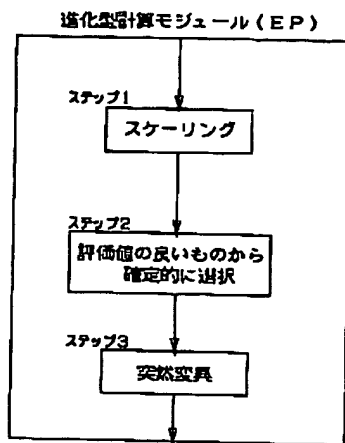 進化型計算モジュール(EP)
ステップ1
スケーリング
ステップ2
評価値の良いものから
確定的に選択
ステップ3
突然変異